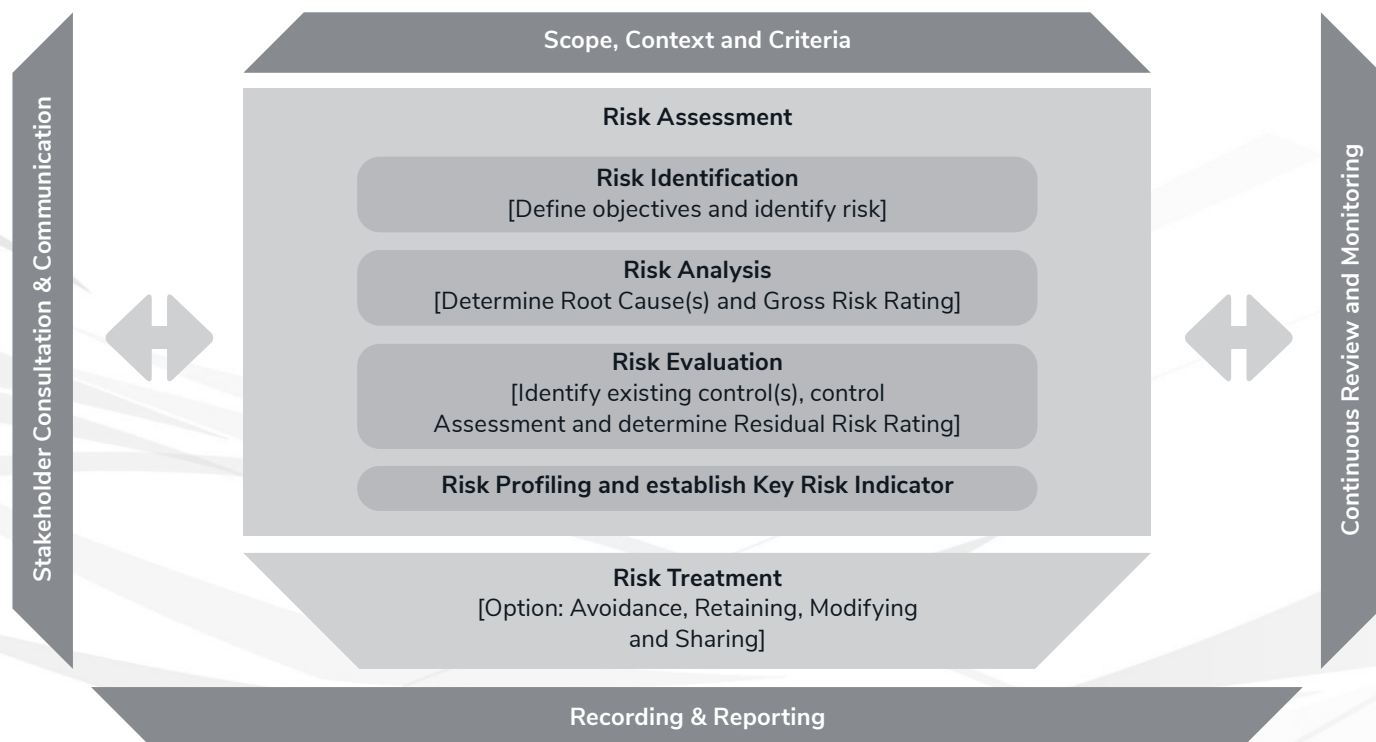 Scope, Context and Criteria
Stakeholder Consultation & Communication
Risk Assessment
Risk Identification
[Define objectives and identify risk]
Risk Analysis
[Determine Root Cause(s) and Gross Risk Rating]
Risk Evaluation
[Identify existing control(s), control
Assessment and determine Residual Risk Rating]
Risk Profiling and establish Key Risk Indicator
Continuous Review and Monitoring
Risk Treatment
[Option: Avoidance, Retaining, Modifying
and Sharing]
Recording & Reporting